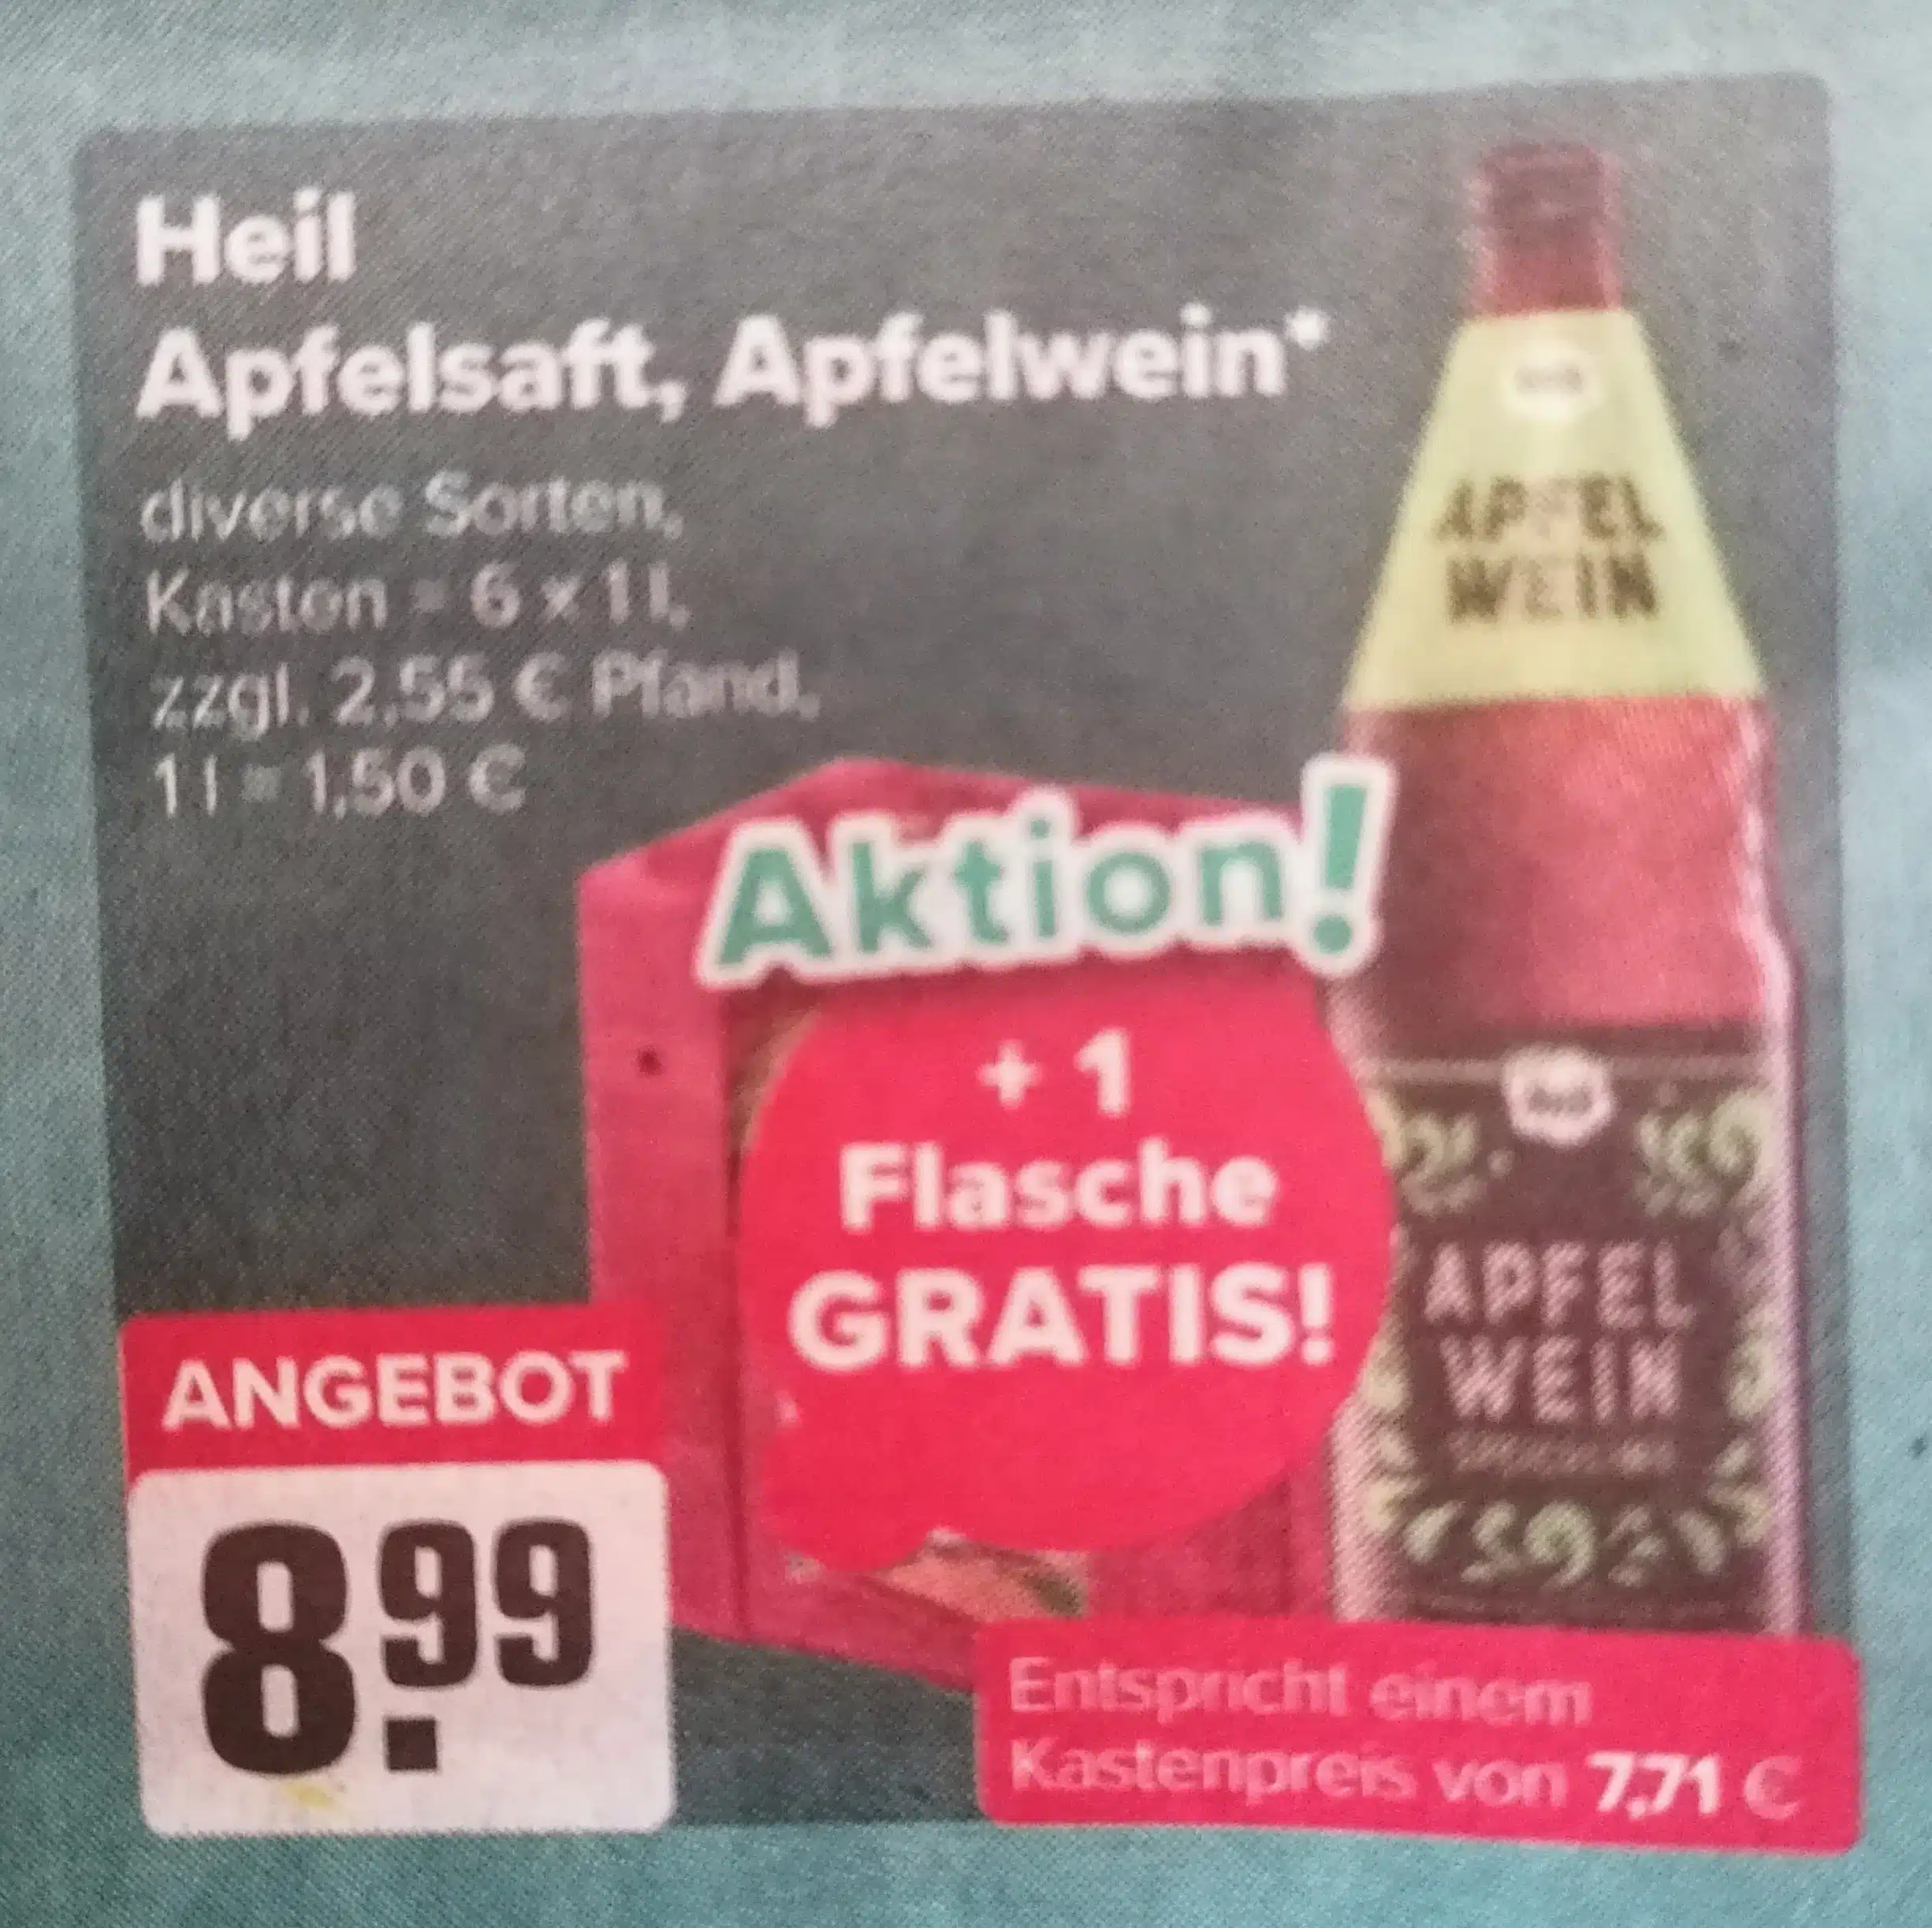 Heil
Apfelsaft, Apfelwein*
diverse Sorten,
Kasten = 6 x 1 l,
zzgl. 2,55 € Pfand,
1 l = 1,50 €
APFEL
WEIN
Aktion!
+ 1
Flasche
GRATIS!
APFEL
WEIN
ANGEBOT
8.99
Entspricht einem
Kastenpreis von 7,71 €